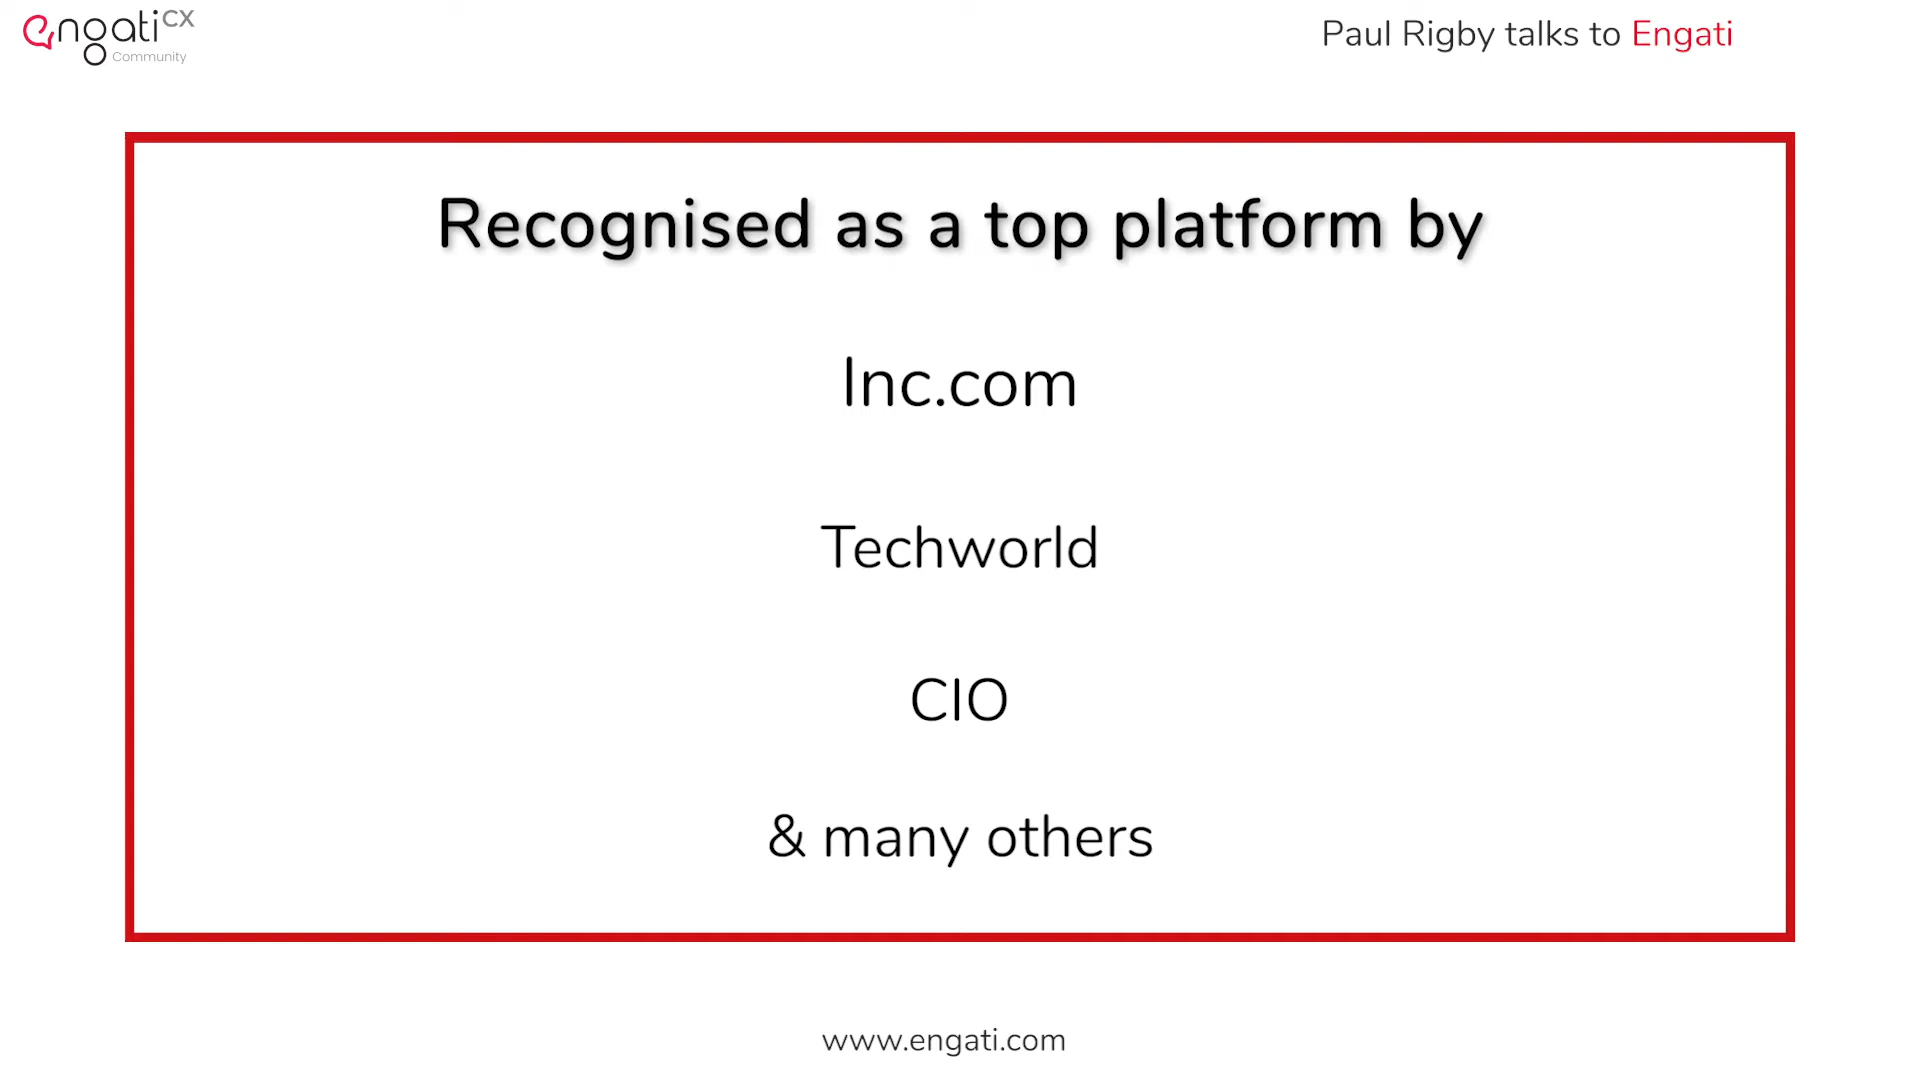 engati CX
Community
Paul Rigby talks to Engati
Recognised as a top platform by
Inc.com
Techworld
CIO
& many others
www.engati.com